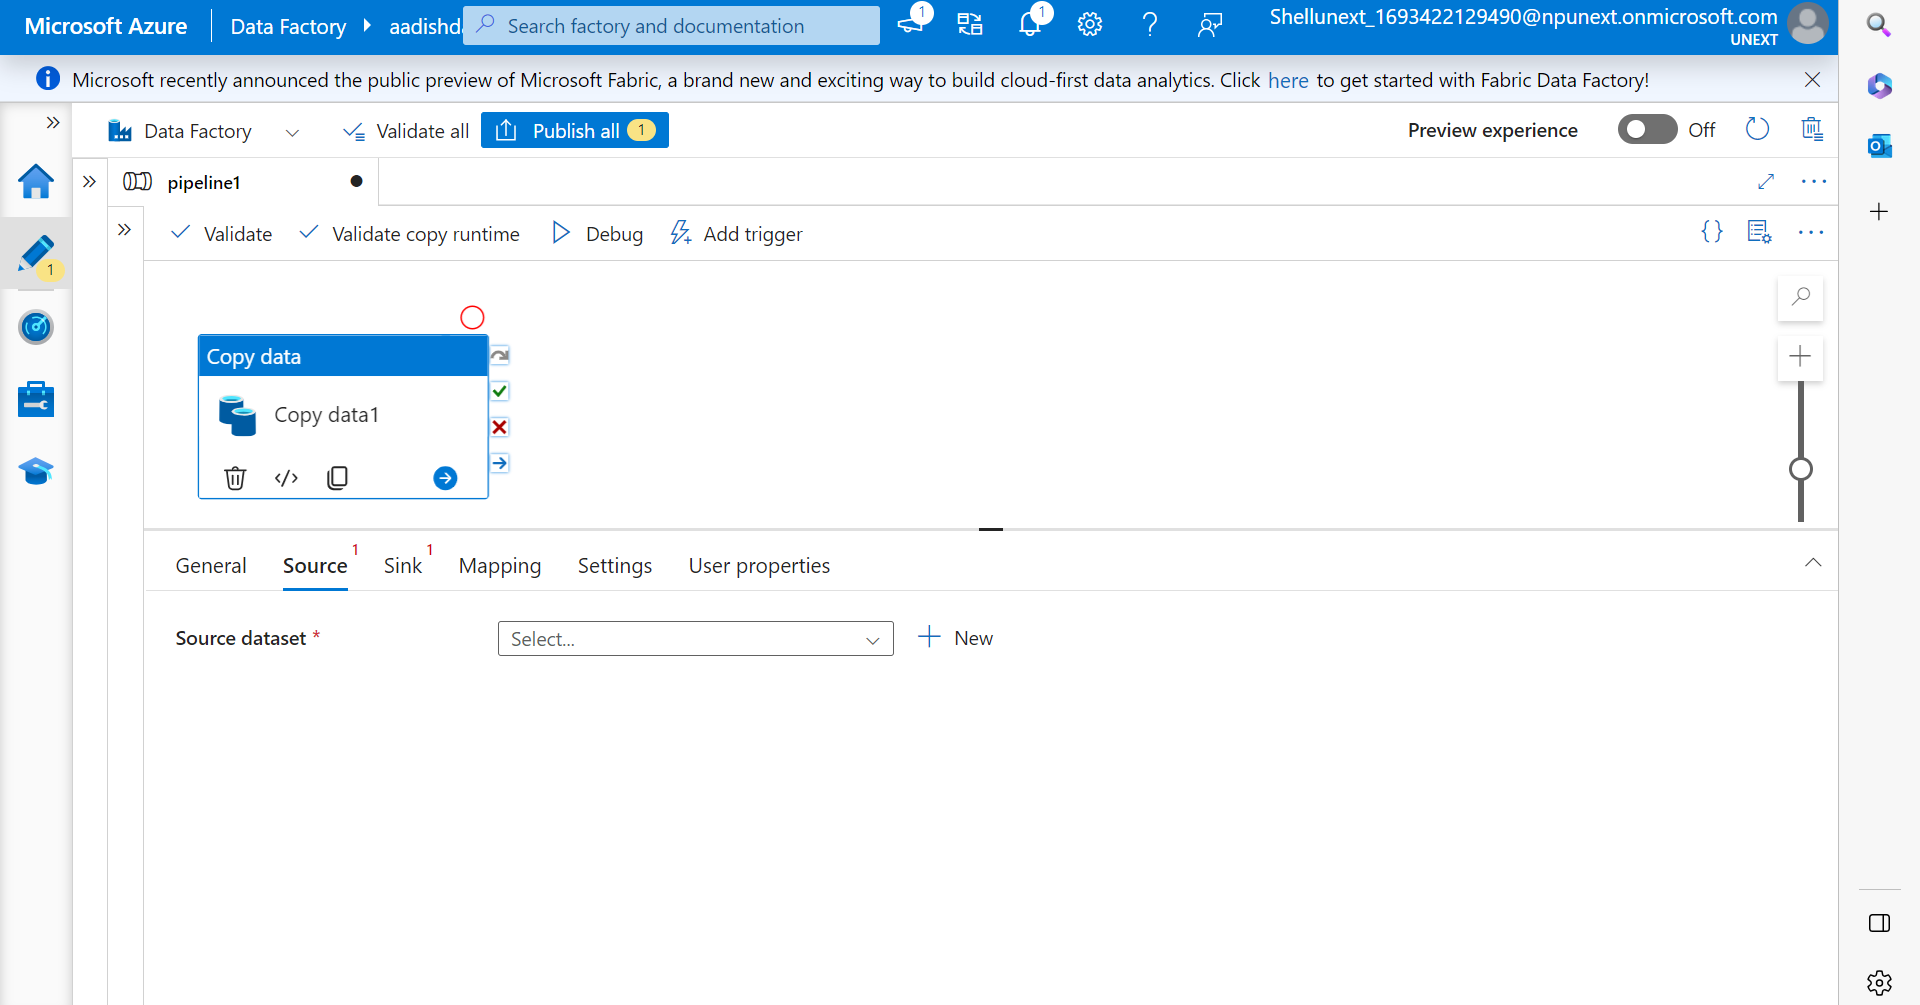 Microsoft Azure
Data Factory
aadishd
Search factory and documentation
1
1
Shellunext_1693422129490@npunext.onmicrosoft.com
UNEXT
Microsoft recently announced the public preview of Microsoft Fabric, a brand new and exciting way to build cloud-first data analytics. Click here to get started with Fabric Data Factory!
Data Factory
Validate all
Publish all 1
Preview experience
Off
pipeline1
Validate
Validate copy runtime
Debug
Add trigger
{}
1
Copy data
Copy data1
General
Source 1
Sink 1
Mapping
Settings
User properties
Source dataset *
Select...
New